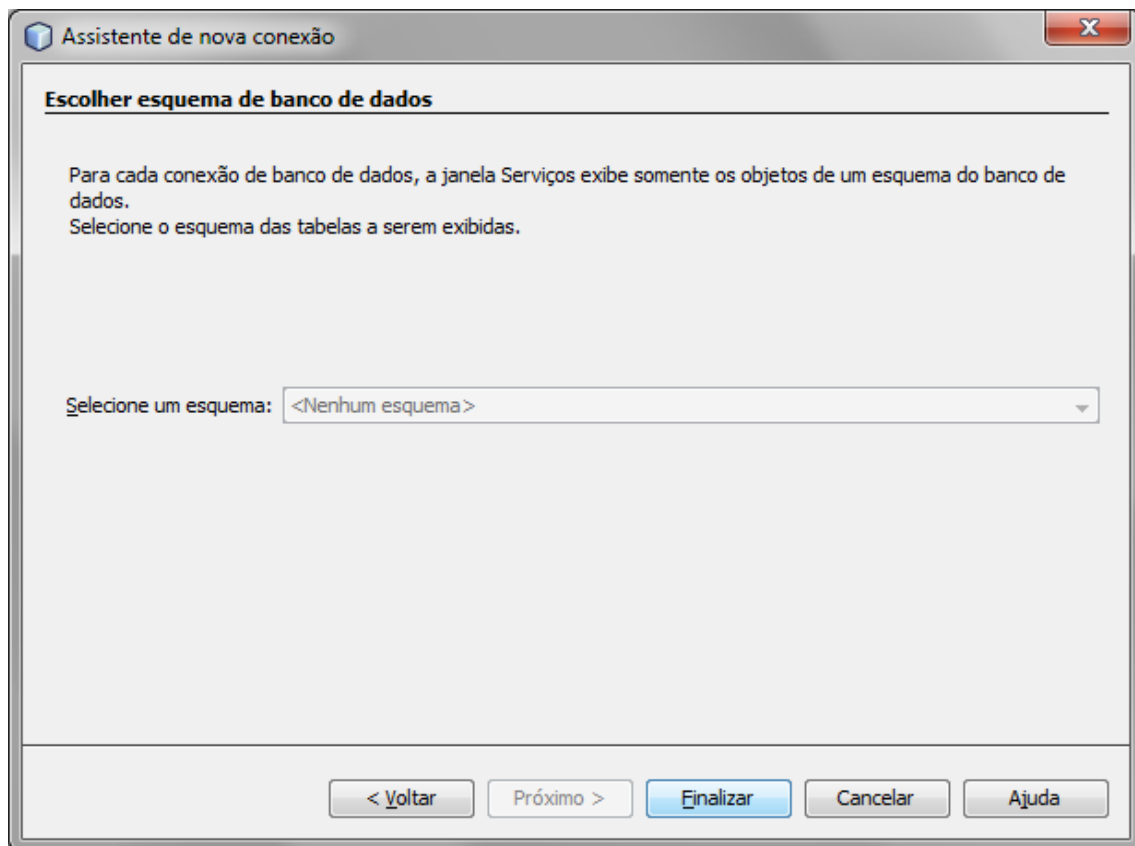 Assistente de nova conexão
Escolher esquema de banco de dados
Para cada conexão de banco de dados, a janela Serviços exibe somente os objetos de um esquema do banco de
dados.
Selecione o esquema das tabelas a serem exibidas.
Selecione um esquema: <Nenhum esquema>
< Voltar Próximo > Finalizar Cancelar Ajuda